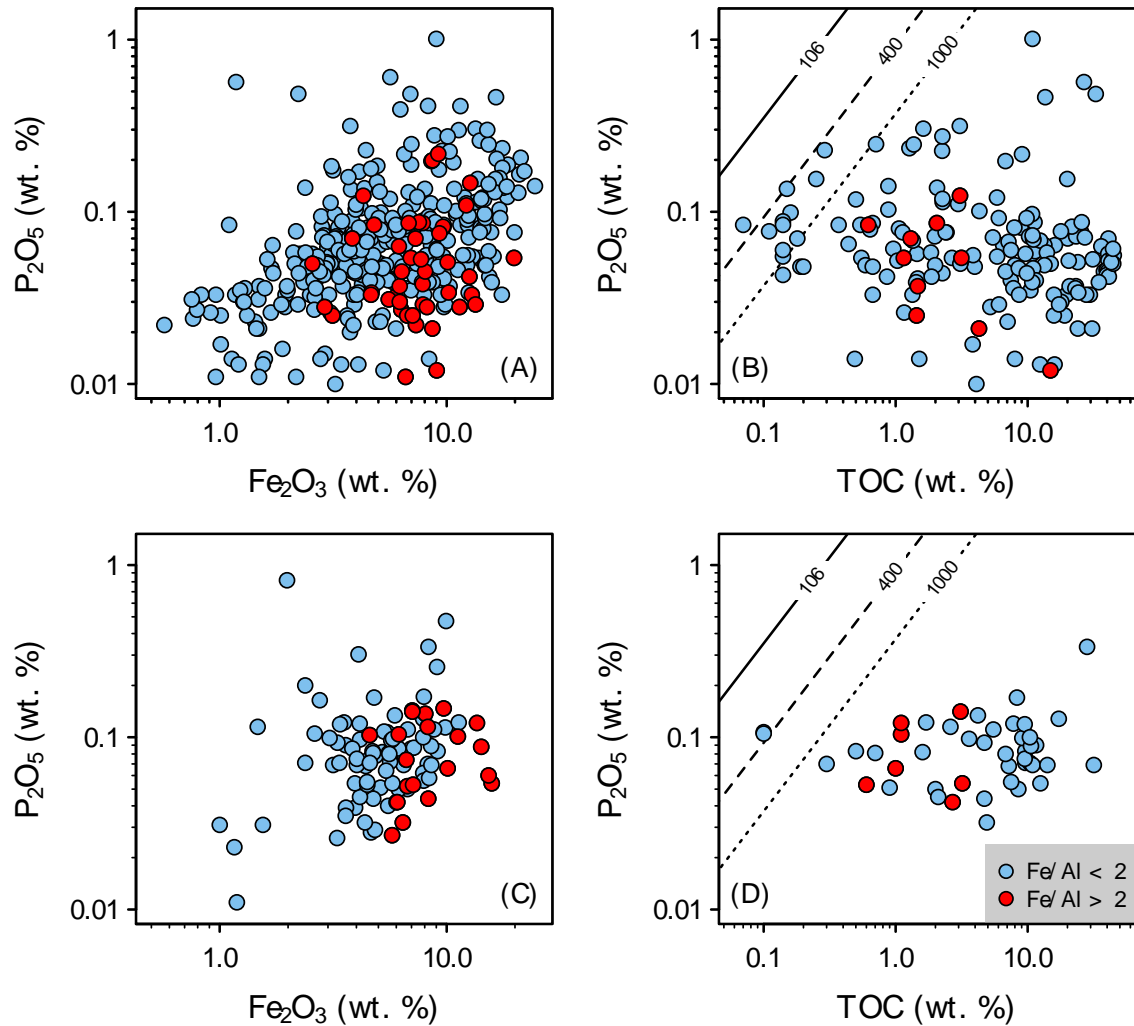 P₂O₅ (wt. %)
1
0.1
0.01
1.0
10.0
Fe₂O₃ (wt. %)
(A)
P₂O₅ (wt. %)
1
0.1
0.01
106
400
1000
0.1
1.0
10.0
TOC (wt. %)
(B)
P₂O₅ (wt. %)
1
0.1
0.01
1.0
10.0
Fe₂O₃ (wt. %)
(C)
P₂O₅ (wt. %)
1
0.1
0.01
106
400
1000
0.1
1.0
10.0
TOC (wt. %)
(D)
Fe/Al < 2
Fe/Al > 2